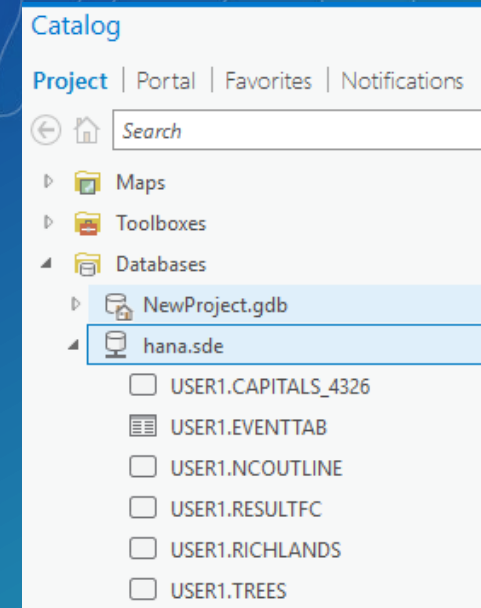 Catalog
Project | Portal | Favorites | Notifications
Search
Maps
Toolboxes
Databases
NewProject.gdb
hana.sde
USER1.CAPITALS_4326
USER1.EVENTTAB
USER1.NCOUTLINE
USER1.RESULTFC
USER1.RICHLANDS
USER1.TREES